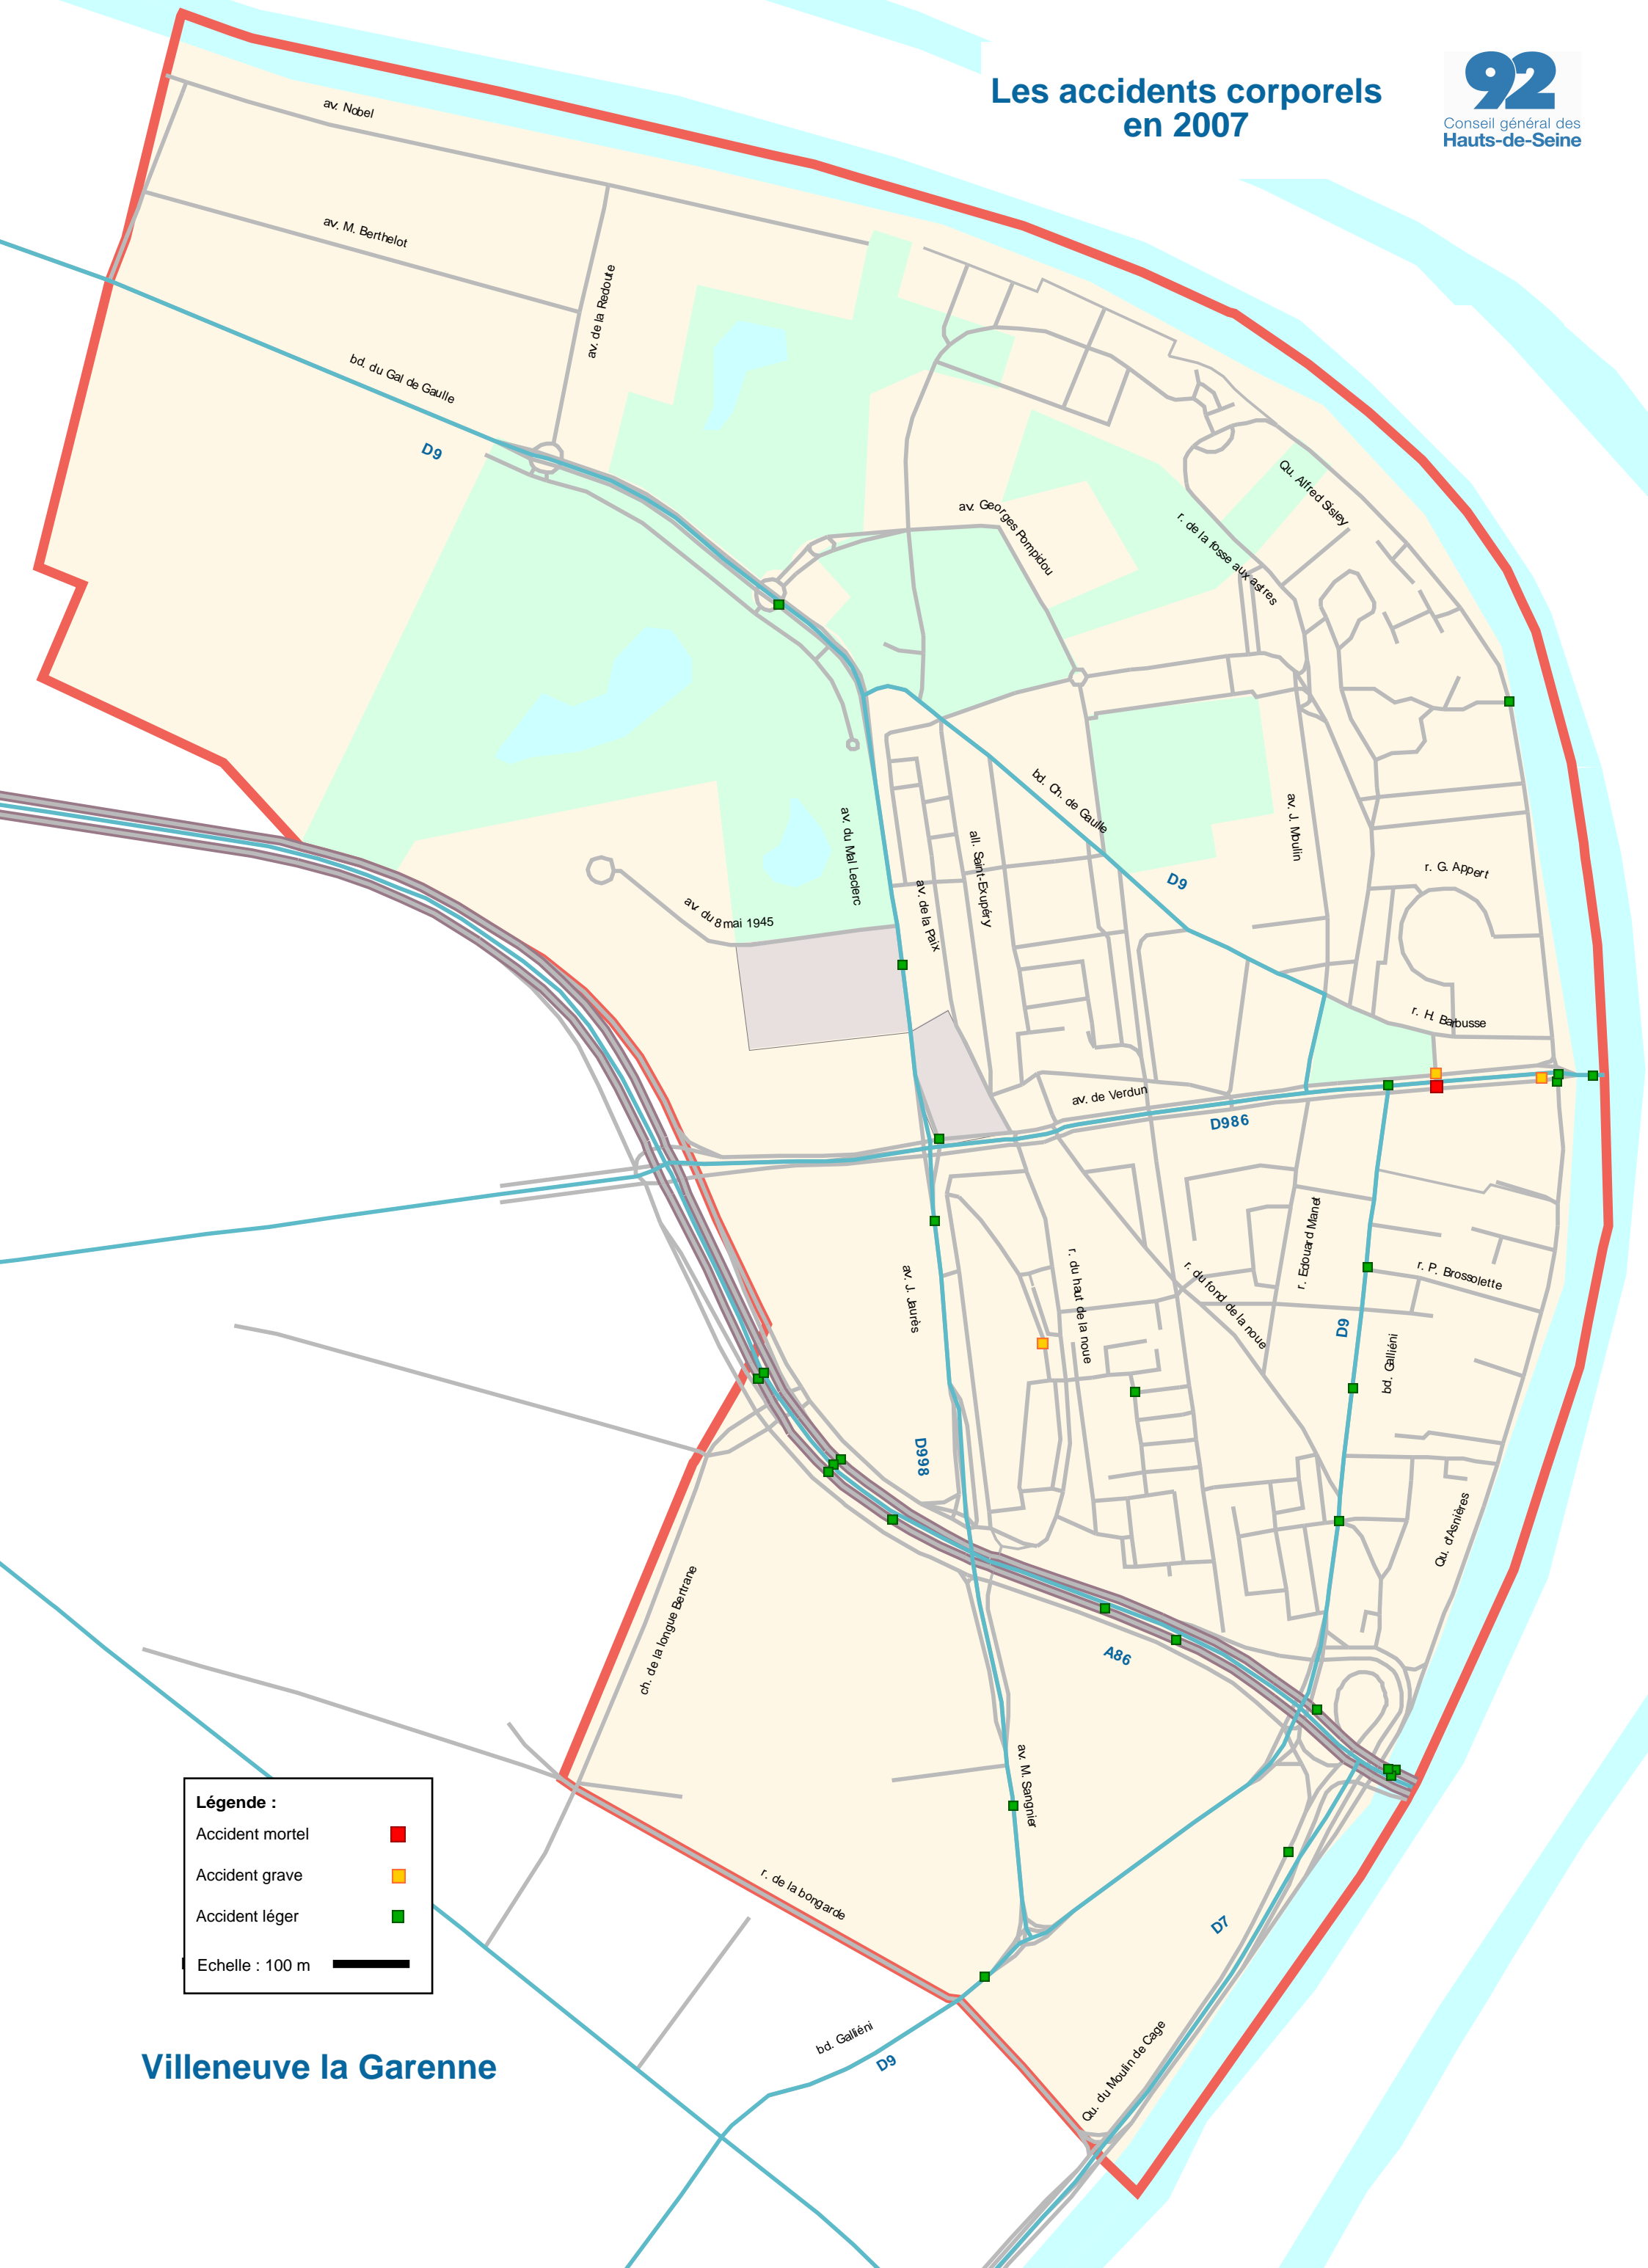 Les accidents corporels
en 2007
92
Conseil général des
Hauts-de-Seine
av. Nobel
av. M. Berthelot
av. de la Redoute
bd. du Gal de Gaulle
D9
av. Georges Pompidou
Qu. Alfred Sisley
r. de la fosse aux astres
bd. Ch. de Gaulle
av. du Mal Leclerc
av. J. Moulin
all. Saint-Exupéry
r. G. Appert
D9
av. de la Paix
av. du 8 mai 1945
r. H. Barbusse
av. de Verdun
D986
r. Edouard Manet
r. du haut de la noue
r. du fond de la noue
r. P. Brossolette
av. J. Jaurès
D9
bd. Galliéni
D998
Qu. d'Asnières
ch. de la longue Bertrane
A86
av. M. Sangnier
Légende :
Accident mortel
Accident grave
Accident léger
Echelle : 100 m
r. de la bongarde
D7
bd. Galliéni
D9
Qu. du Moulin de Cage
Villeneuve la Garenne